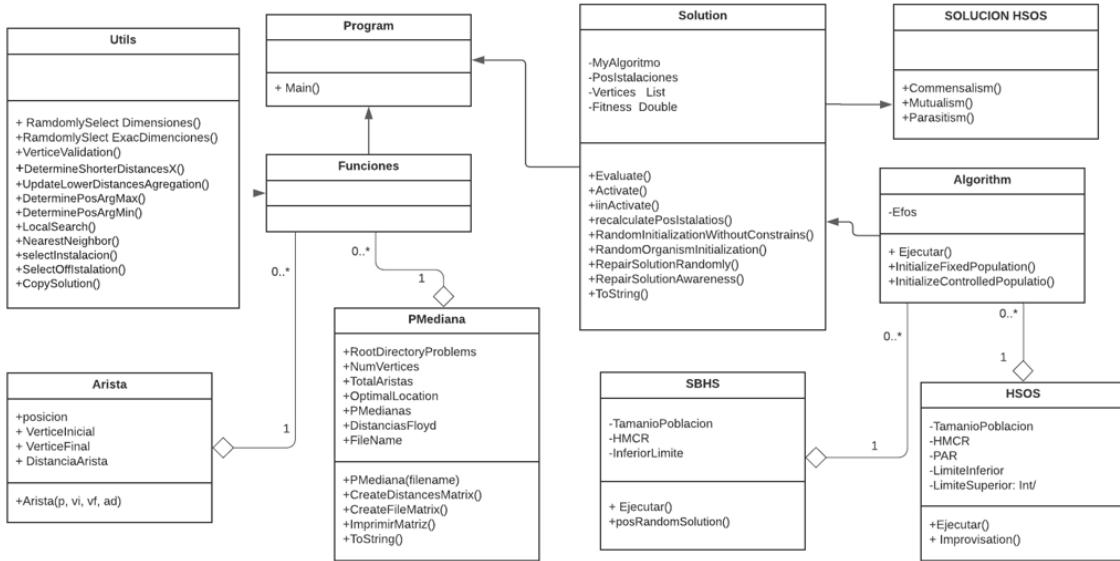 Utils
+ RamdomlySelect Dimensiones()
+RamdomlySlect ExacDimenciones()
+VerticeValidation()
+DetermineShorterDistancesX()
+UpdateLowerDistancesAgregation()
+DeterminePosArgMax()
+DeterminePosArgMin()
+LocalSearch()
+NearestNeighbor()
+selectInstalacion()
+SelectOffIstalation()
+CopySolution()
Program
+ Main()
Funciones
0..*
0..*
1
1
Arista
+posicion
+ VerticeInicial
+ VerticeFinal
+ DistanciaArista
+Arista(p, vi, vf, ad)
PMediana
+RootDirectoryProblems
+NumVertices
+TotalAristas
+OptimalLocation
+PMedianas
+DistanciasFloyd
+FileName
+PMediana(filename)
+CreateDistancesMatrix()
+CreateFileMatrix()
+ImprimirMatriz()
+ToString()
Solution
-MyAlgoritmo
-PosIstalaciones
-Vertices List
-Fitness Double
+Evaluate()
+Activate()
+iinActivate()
+recalculatePosIstalatios()
+RandomInitializationWithoutConstrains()
+RandomOrganismInitialization()
+RepairSolutionRandomly()
+RepairSolutionAwareness()
+ToString()
SOLUCION HSOS
+Commensalism()
+Mutualism()
+Parasitism()
Algorithm
-Efos
+ Ejecutar()
+InitializeFixedPopulation()
+InitializeControlledPopulatio()
0..*
0..*
1
1
SBHS
-TamanioPoblacion
-HMCR
-InferiorLimite
+ Ejecutar()
+posRandomSolution()
HSOS
-TamanioPoblacion
-HMCR
-PAR
-LimiteInferior
-LimiteSuperior: Int/
+Ejecutar()
+ Improvisation()